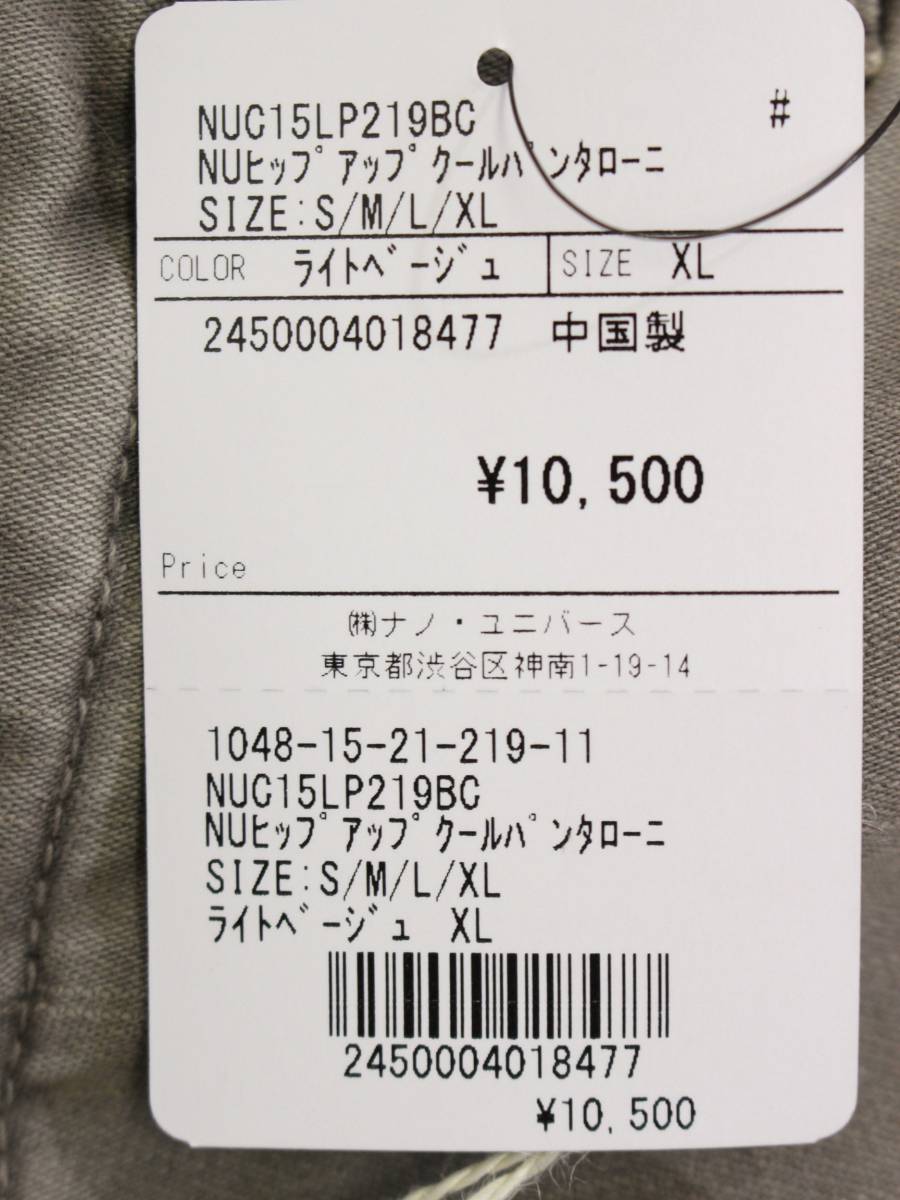 #
NUC15LP219BC
NUﾋｯﾌﾟｱｯﾌﾟｸｰﾙﾊﾟﾝﾀﾛｰﾆ
SIZE:S/M/L/XL
COLOR ﾗｲﾄﾍﾞｰｼﾞｭ SIZE XL
2450004018477 中国製
¥10,500
Price
㈱ナノ・ユニバース
東京都渋谷区神南1-19-14
1048-15-21-219-11
NUC15LP219BC
NUﾋｯﾌﾟｱｯﾌﾟｸｰﾙﾊﾟﾝﾀﾛｰﾆ
SIZE:S/M/L/XL
ﾗｲﾄﾍﾞｰｼﾞｭ XL
2450004018477
¥10,500